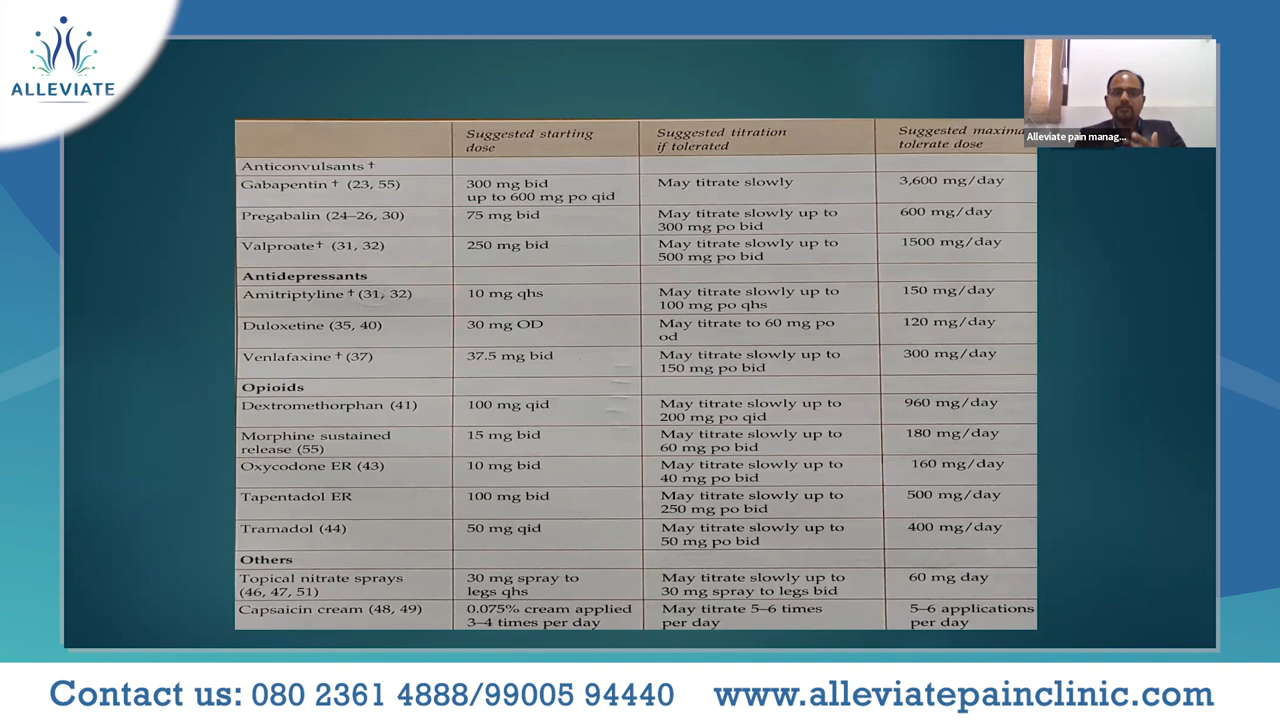 ALLEVIATE
Alleviate pain manag...
Suggested starting dose
Suggested titration if tolerated
Suggested maxima tolerate dose
Anticonvulsants †
Gabapentin † (23, 55)
300 mg bid
up to 600 mg po qid
May titrate slowly
3,600 mg/day
Pregabalin (24–26, 30)
75 mg bid
May titrate slowly up to
300 mg po bid
600 mg/day
Valproate † (31, 32)
250 mg bid
May titrate slowly up to
500 mg po bid
1500 mg/day
Antidepressants
Amitriptyline † (31, 32)
10 mg qhs
May titrate slowly up to
100 mg po qhs
150 mg/day
Duloxetine (35, 40)
30 mg OD
May titrate to 60 mg po
od
120 mg/day
Venlafaxine † (37)
37.5 mg bid
May titrate slowly up to
150 mg po bid
300 mg/day
Opioids
Dextromethorphan (41)
100 mg qid
May titrate slowly up to
200 mg po qid
960 mg/day
Morphine sustained
release (55)
15 mg bid
May titrate slowly up to
60 mg po bid
180 mg/day
Oxycodone ER (43)
10 mg bid
May titrate slowly up to
40 mg po bid
160 mg/day
Tapentadol ER
100 mg bid
May titrate slowly up to
250 mg po bid
500 mg/day
Tramadol (44)
50 mg qid
May titrate slowly up to
50 mg po bid
400 mg/day
Others
Topical nitrate sprays
(46, 47, 51)
30 mg spray to
legs qhs
May titrate slowly up to
30 mg spray to legs bid
60 mg day
Capsaicin cream (48, 49)
0.075% cream applied
3–4 times per day
May titrate 5–6 times
per day
5–6 applications
per day
Contact us: 080 2361 4888/99005 94440
www.alleviatepainclinic.com